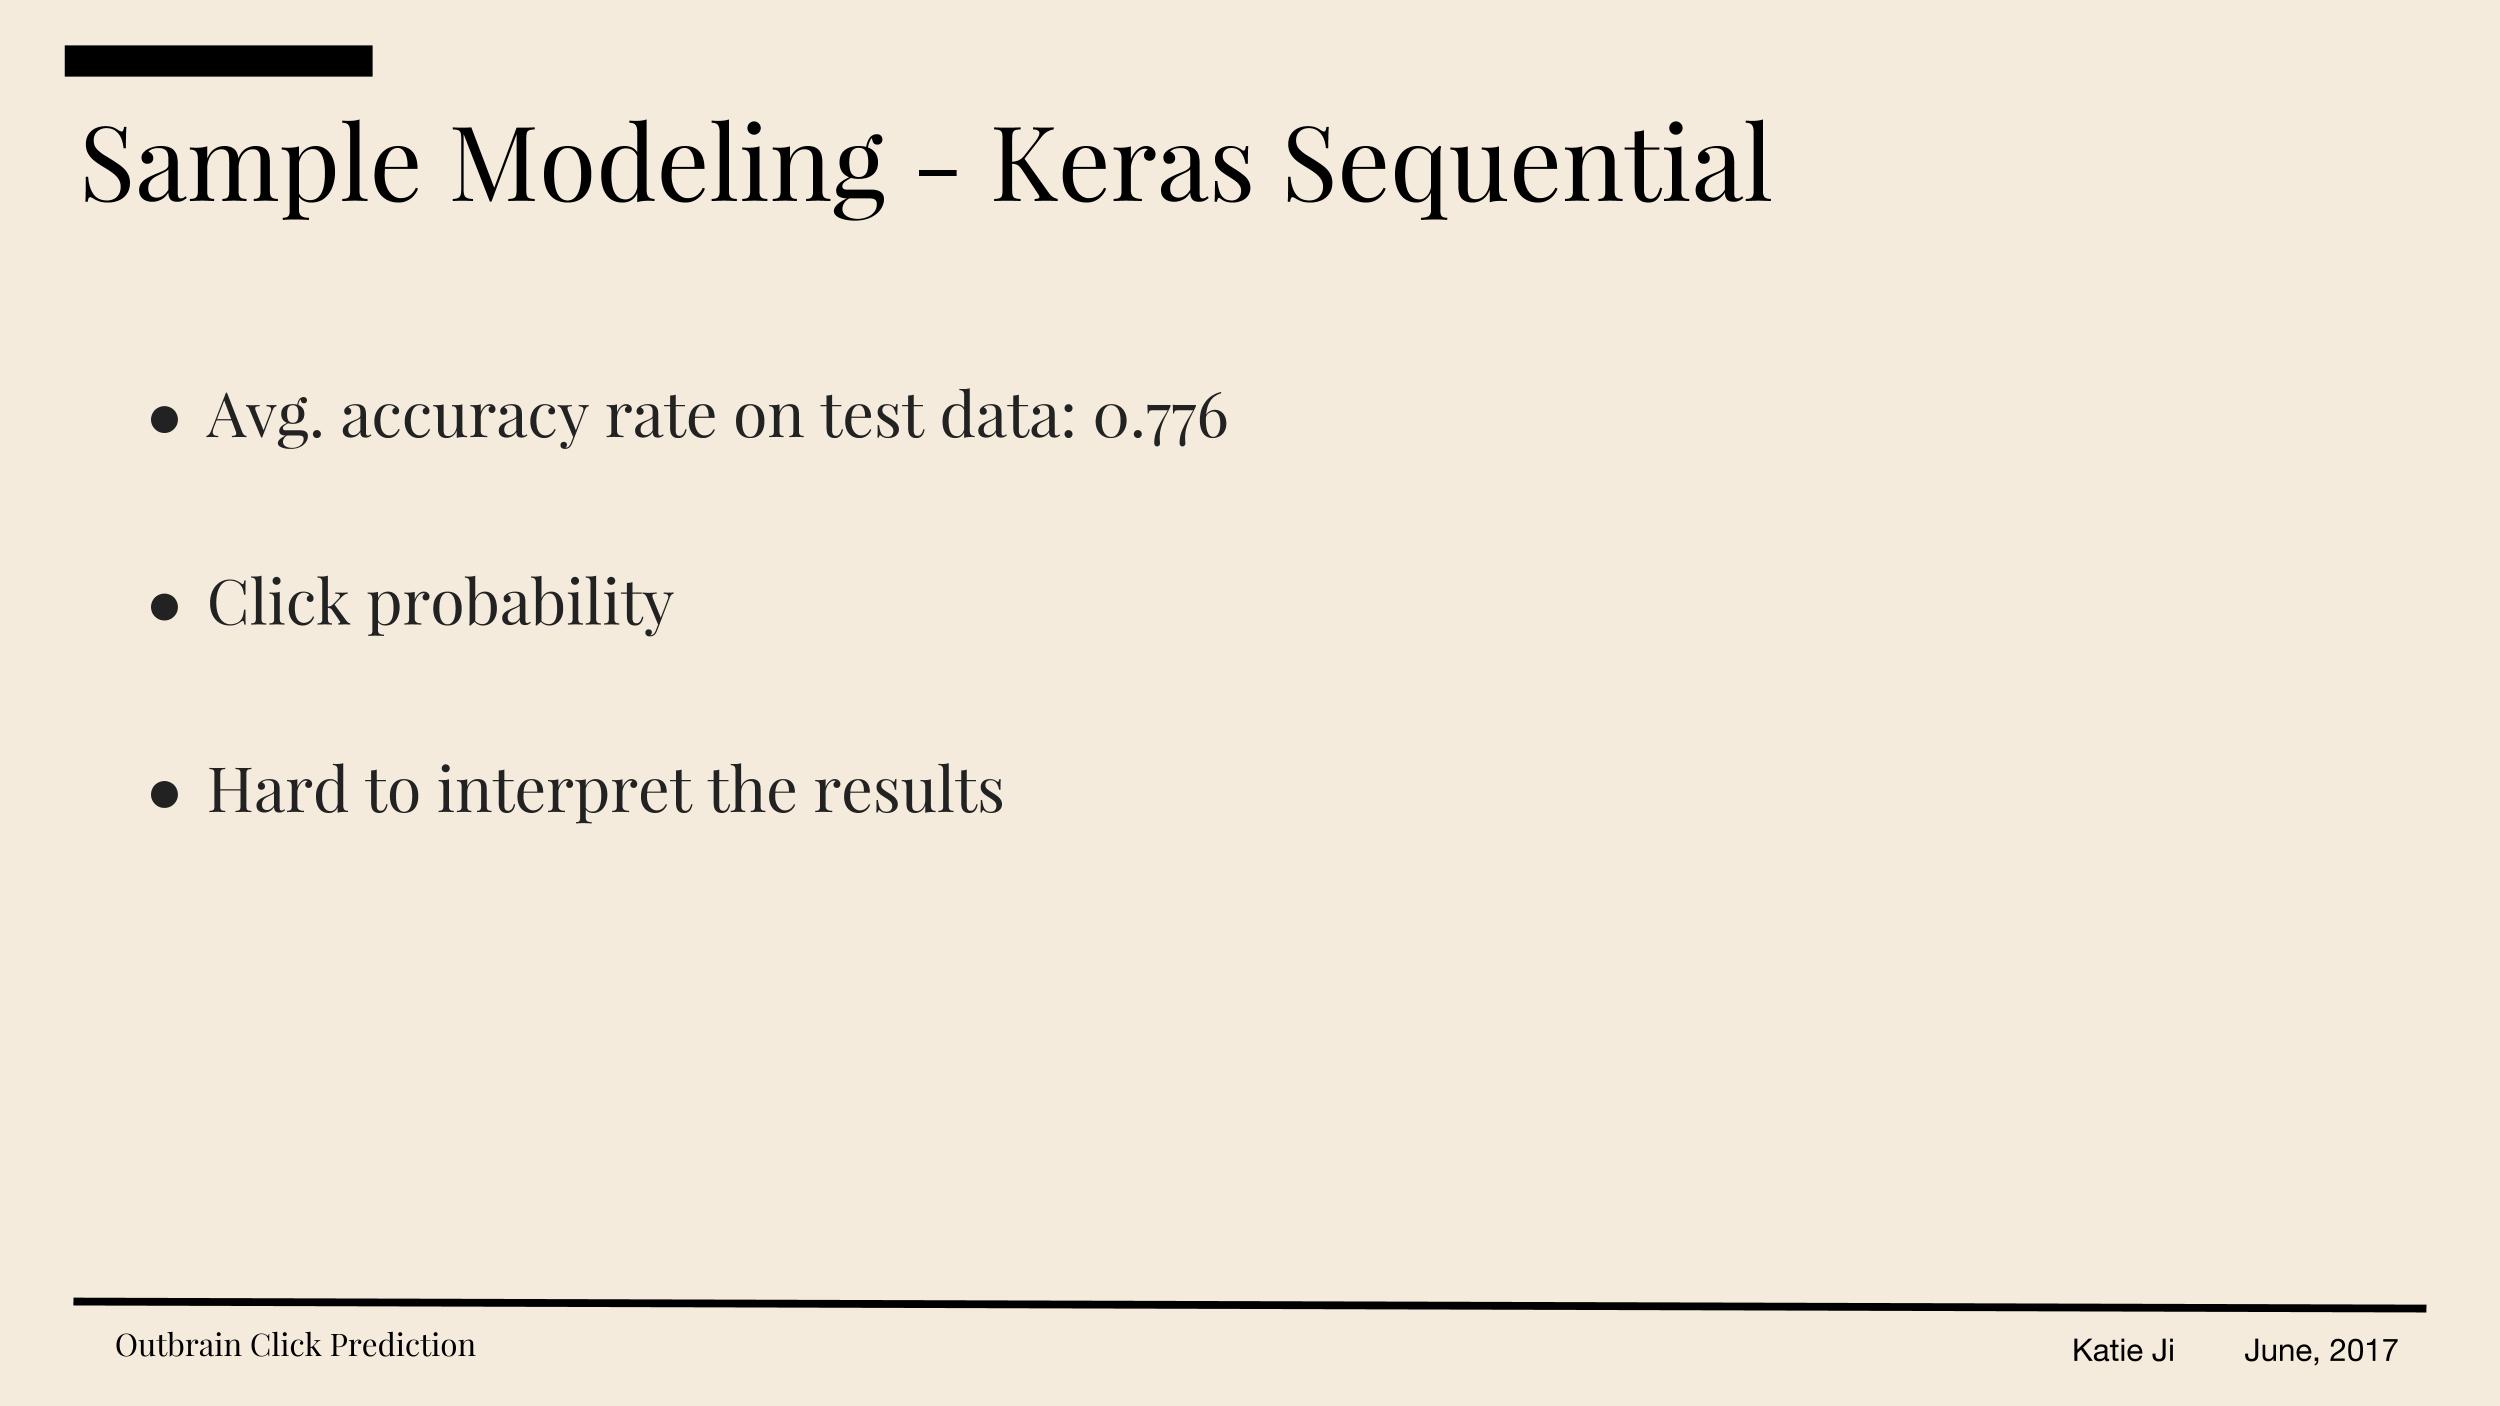 Sample Modeling – Keras Sequential
• Avg. accuracy rate on test data: 0.776
• Click probability
• Hard to interpret the results
Outbrain Click Prediction
Katie Ji June, 2017